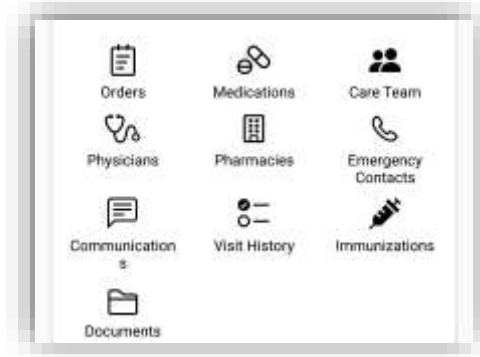 Orders
Medications
Care Team
Physicians
Pharmacies
Emergency
Contacts
Communication
s
Visit History
Immunizations
Documents